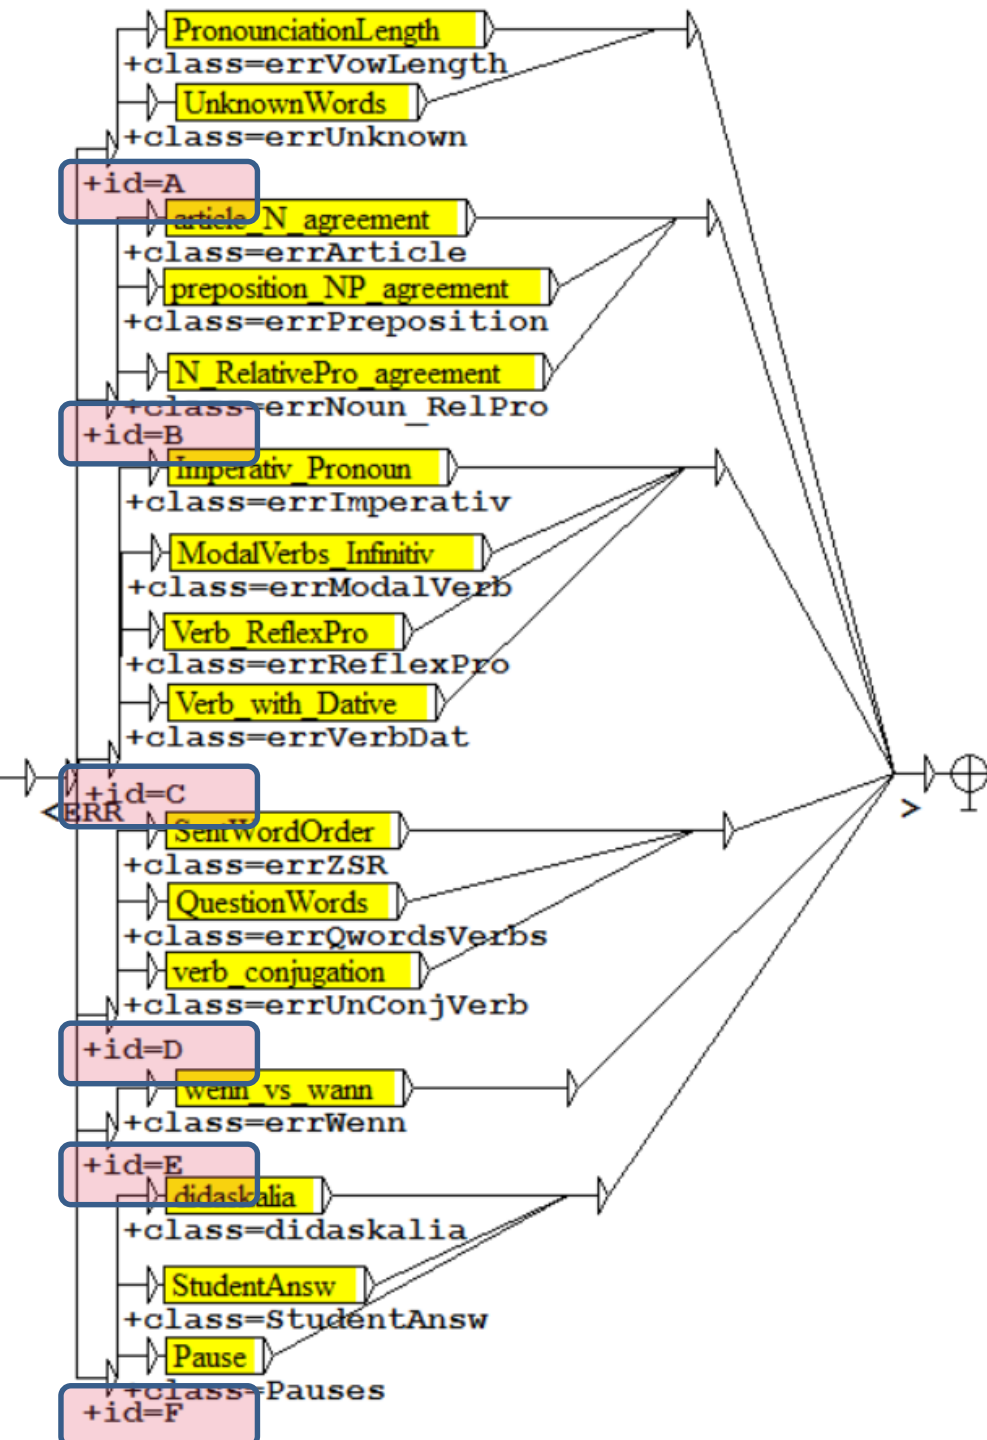 PronounciationLength
+class=errVowLength
UnknownWords
+class=errUnknown
+id=A
article_N_agreement
+class=errArticle
preposition_NP_agreement
+class=errPreposition
N_RelativePro_agreement
+class=errNoun_RelPro
+id=B
Imperativ_Pronoun
+class=errImperativ
ModalVerbs_Infinitiv
+class=errModalVerb
Verb_ReflexPro
+class=errReflexPro
Verb_with_Dative
+class=errVerbDat
+id=C
<ERR
>
SentWordOrder
+class=errZSR
QuestionWords
+class=errQwordsVerbs
verb_conjugation
+class=errUnConjVerb
+id=D
wenn_vs_wann
+class=errWenn
+id=E
didaskalia
+class=didaskalia
StudentAnsw
+class=StudentAnsw
Pause
+class=Pauses
+id=F